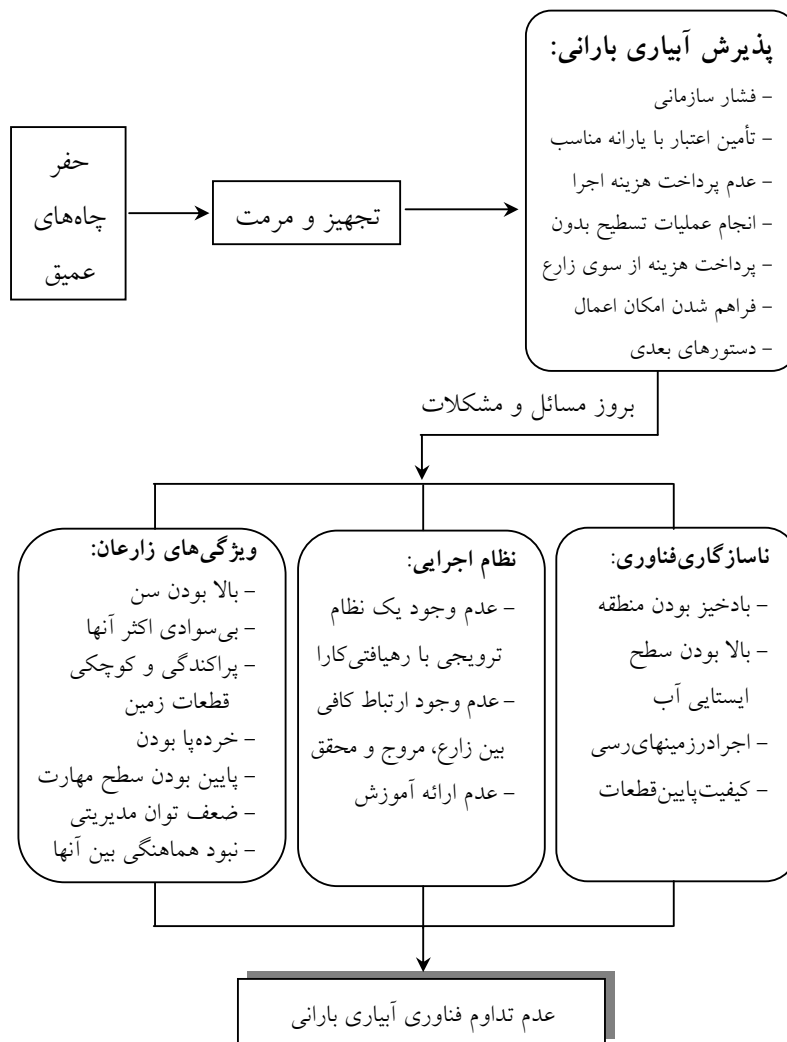 حفر
چاه‌های
عمیق
تجهیز و مرمت
پذیرش آبیاری بارانی:
– فشار سازمانی
– تأمین اعتبار با یارانه مناسب
– عدم پرداخت هزینه اجرا
– انجام عملیات تسطیح بدون
– پرداخت هزینه از سوی زارع
– فراهم شدن امکان اعمال
– دستورهای بعدی
بروز مسائل و مشکلات
ناسازگاری‌فناوری:
– بادخیز بودن منطقه
– بالا بودن سطح
ایستایی آب
– اجرادرزمینهای‌رسی
– کیفیت‌پایین‌قطعات
نظام اجرایی:
– عدم وجود یک نظام
ترویجی با رهیافتی‌کارا
– عدم وجود ارتباط کافی
بین زارع، مروج و محقق
– عدم ارائه آموزش
ویژگی‌های زارعان:
– بالا بودن سن
– بی‌سوادی اکثر آنها
– پراکندگی و کوچکی
قطعات زمین
– خرده‌پا بودن
– پایین بودن سطح مهارت
– ضعف توان مدیریتی
– نبود هماهنگی بین آنها
عدم تداوم فناوری آبیاری بارانی